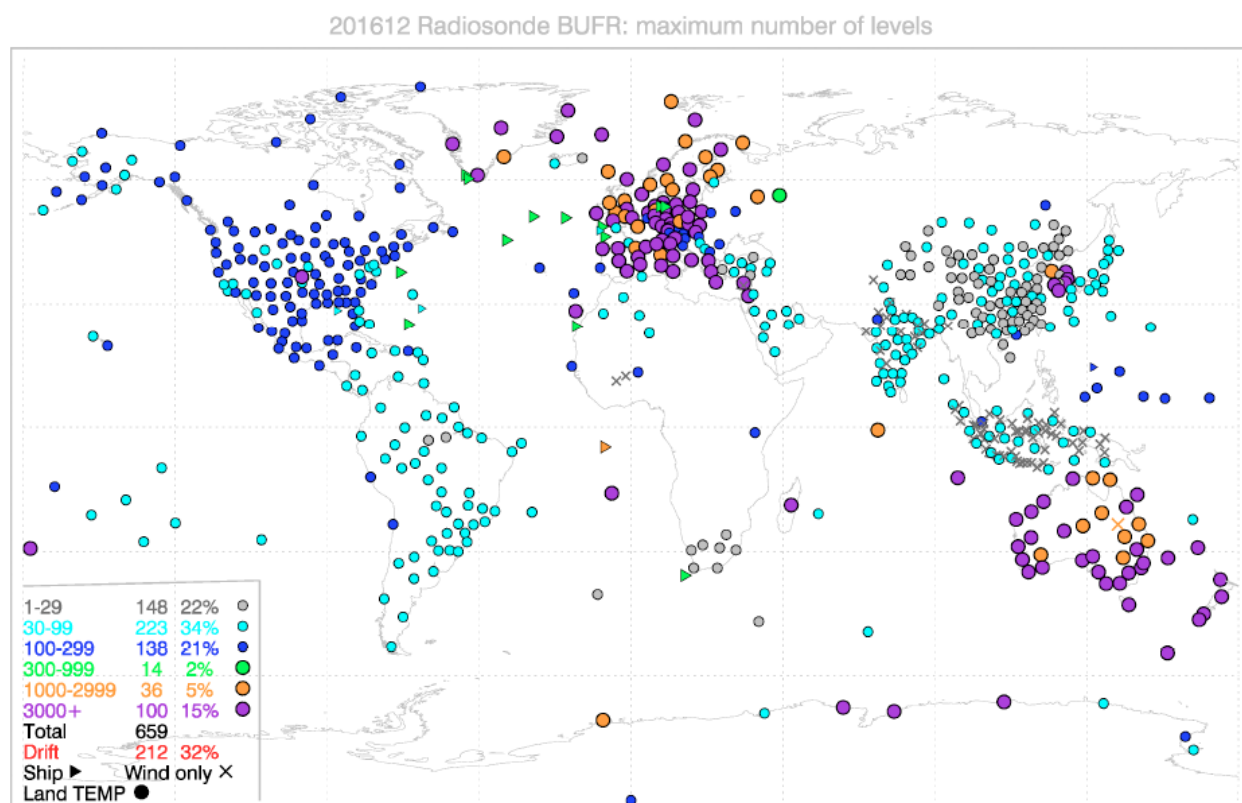 201612 Radiosonde BUFR: maximum number of levels
1-29 148 22%
30-99 223 34%
100-299 138 21%
300-999 14 2%
1000-2999 36 5%
3000+ 100 15%
Total 659
Drift 212 32%
Ship Wind only
Land TEMP